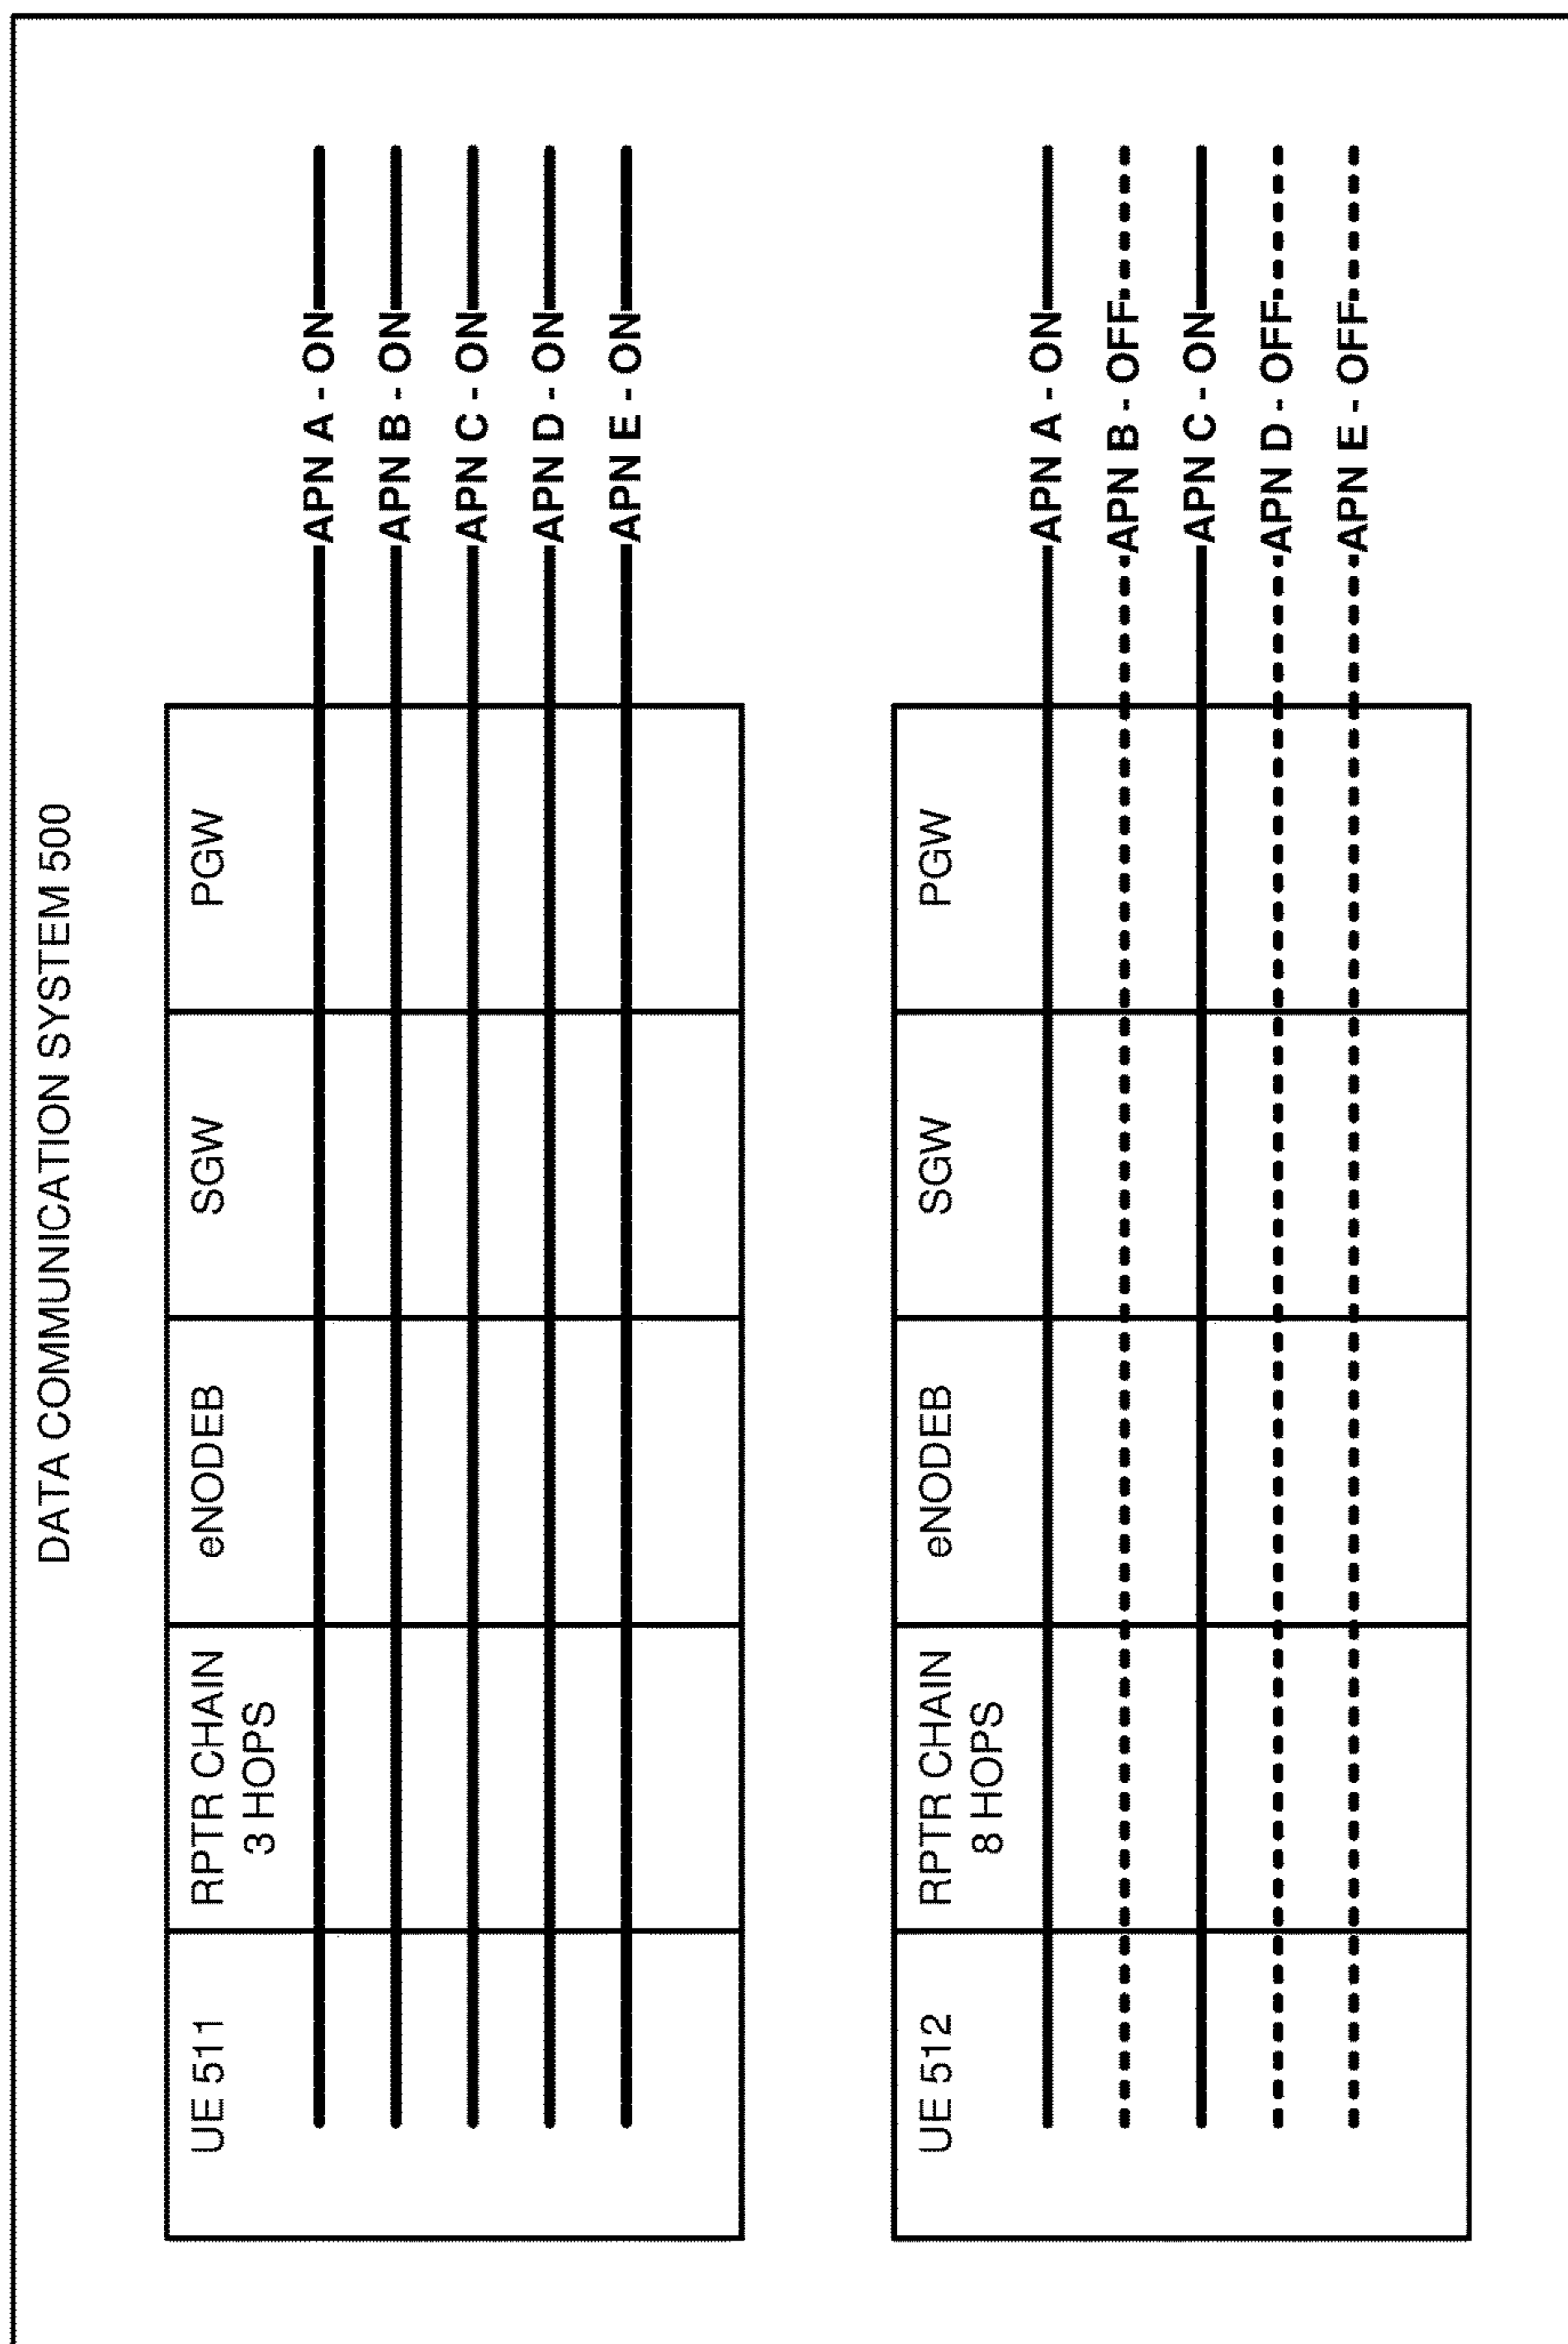 DATA COMMUNICATION SYSTEM 500
UE 511
RPTR CHAIN
3 HOPS
eNODEB
SGW
PGW
APN A - ON
APN B - ON
APN C - ON
APN D - ON
APN E - ON
UE 512
RPTR CHAIN
8 HOPS
eNODEB
SGW
PGW
APN A - ON
APN B - OFF
APN C - ON
APN D - OFF
APN E - OFF